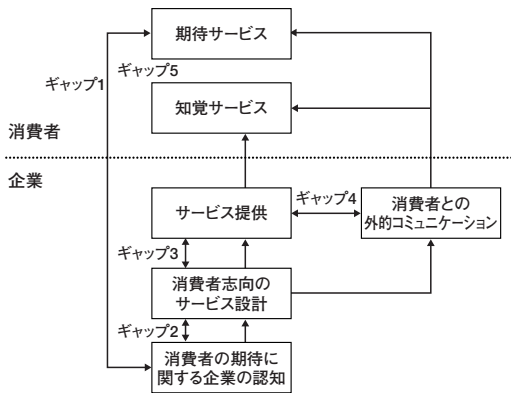 期待サービス
ギャップ1
ギャップ5
知覚サービス
消費者
企業
サービス提供
ギャップ4
消費者との
外的コミュニケーション
ギャップ3
消費者志向の
サービス設計
ギャップ2
消費者の期待に
関する企業の認知